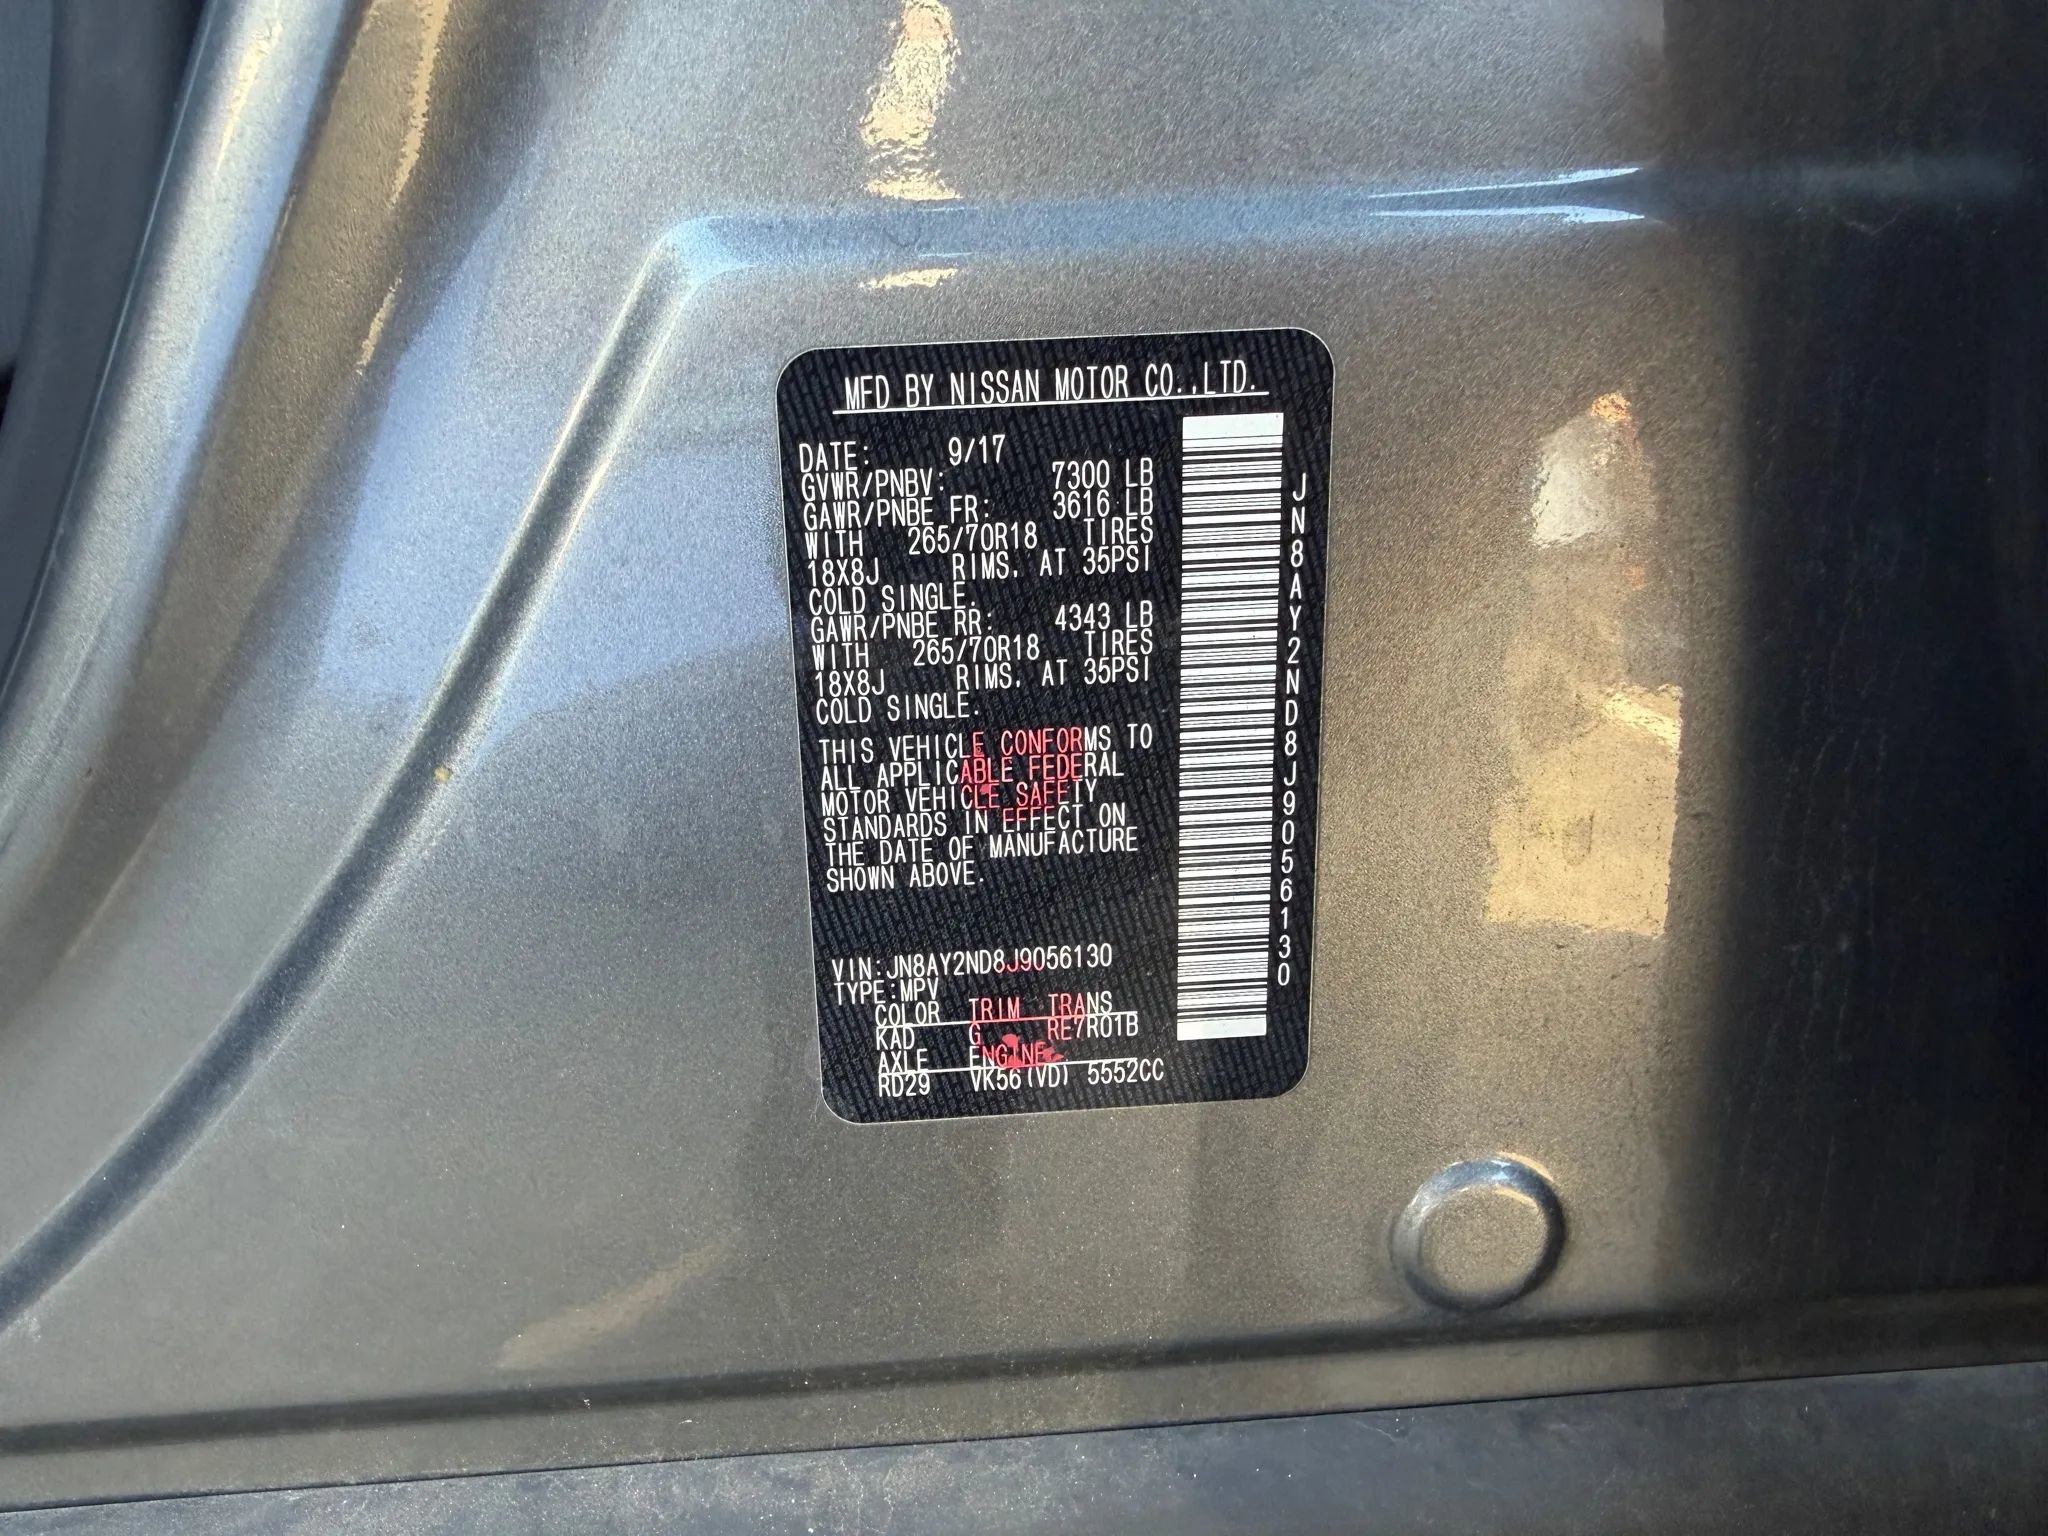 MFD BY NISSAN MOTOR CO.,LTD.
DATE: 9/17
GVWR/PNBV: 7300 LB
GAWR/PNBE FR: 3616 LB
WITH 265/70R18 TIRES
18X8J RIMS, AT 35PSI
COLD SINGLE.
GAWR/PNBE RR: 4343 LB
WITH 265/70R18 TIRES
18X8J RIMS, AT 35PSI
COLD SINGLE.
THIS VEHICLE CONFORMS TO
ALL APPLICABLE FEDERAL
MOTOR VEHICLE SAFETY
STANDARDS IN EFFECT ON
THE DATE OF MANUFACTURE
SHOWN ABOVE.
VIN:JN8AY2ND8J9056130
TYPE:MPV
COLOR TRIM TRANS
KAD G RE7R01B
AXLE ENGINE
RD29 VK56(VD) 5552CC
JN8AY2ND8J9056130